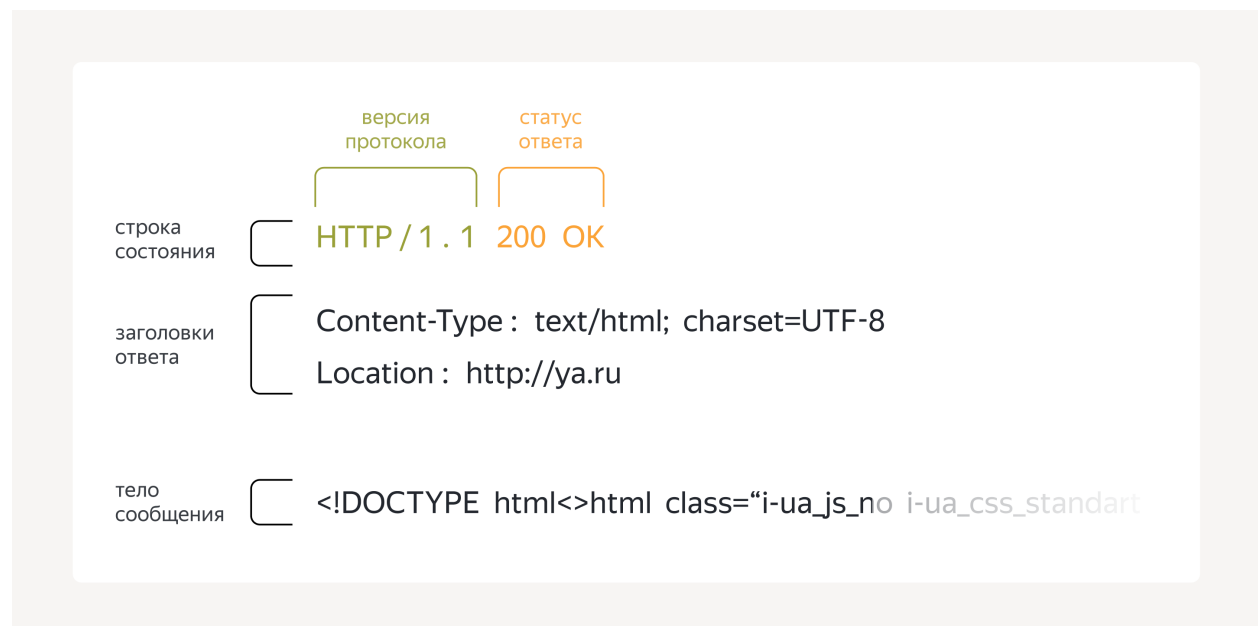 версия
протокола
статус
ответа
строка
состояния
HTTP / 1 . 1 200 OK
заголовки
ответа
Content-Type : text/html; charset=UTF-8
Location : http://ya.ru
тело
сообщения
<!DOCTYPE html<>html class=“i-ua_js_no i-ua_css_standart